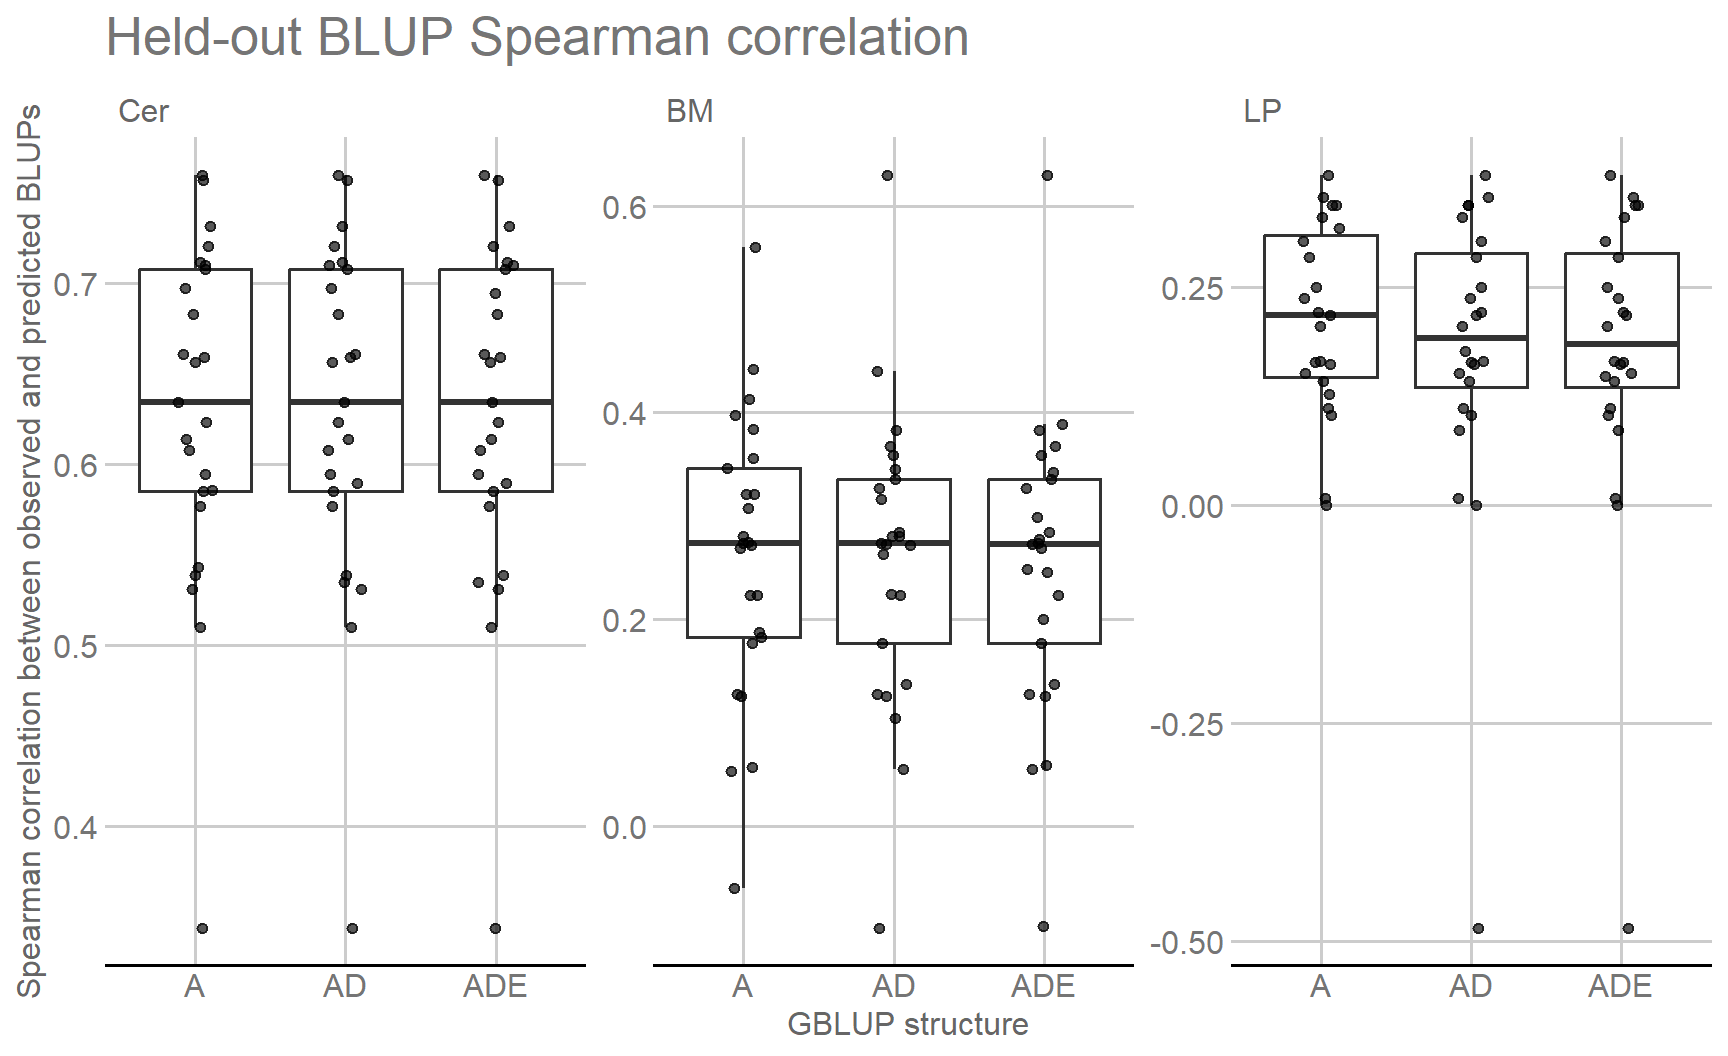 Held-out BLUP Spearman correlation
Spearman correlation between observed and predicted BLUPs
Cer
0.7
0.6
0.5
0.4
A AD ADE
BM
0.6
0.4
0.2
0.0
A AD ADE
LP
0.25
0.00
-0.25
-0.50
A AD ADE
GBLUP structure